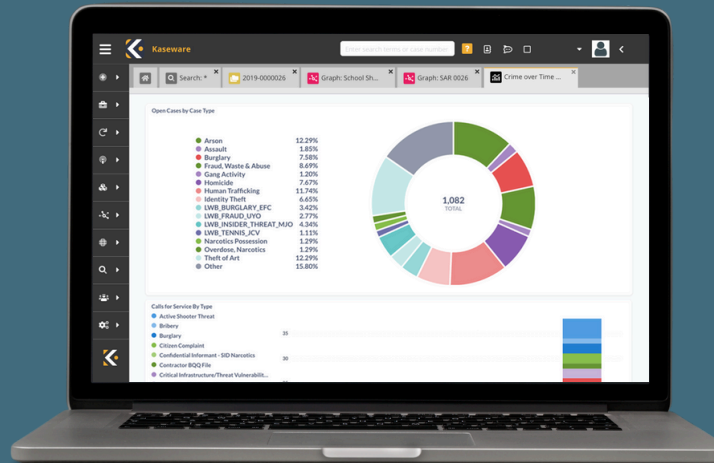 Kaseware
Enter search terms or case number
Search: *
2019-0000026
Graph: School Sh...
Graph: SAR 0026
Crime over Time ...
Open Cases by Case Type
Arson 12.29%
Assault 1.85%
Burglary 7.58%
Fraud, Waste & Abuse 8.69%
Gang Activity 1.20%
Homicide 7.67%
Human Trafficking 11.74%
Identity Theft 6.65%
LWB_BURGLARY_EFC 3.42%
LWB_FRAUD_UYO 2.77%
LWB_INSIDER_THREAT_MJO 4.34%
LWB_TENNIS_JCV 1.11%
Narcotics Possession 1.29%
Overdose, Narcotics 1.29%
Theft of Art 12.29%
Other 15.80%
1,082
TOTAL
Calls for Service By Type
Active Shooter Threat
Bribery
Burglary
Citizen Complaint
Confidential Informant - SID Narcotics
Contractor BQQ File
Critical Infrastructure/Threat Vulnerabilit...
35
30